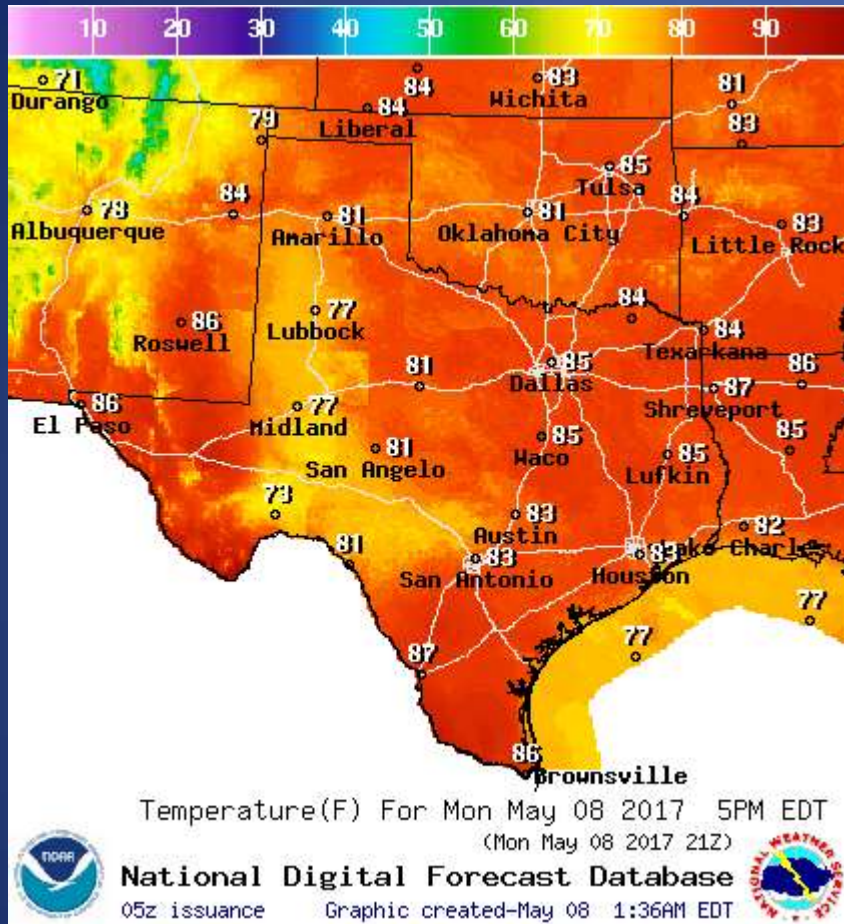 10 20 30 40 50 60 70 80 90
71 84 83 81
Durango 84 Wichita
Liberal 83
79 85
Tulsa
78 84 81 81 84 83
Albuquerque Amarillo Oklahoma City Little Rock
86 77 84 84
Roswell Lubbock Texarkana
81 85 86
Dallas 87
86 77 Shreveport
El Paso Midland
81 85 85 85
San Angelo Waco Lufkin
73 83 82
Austin
81 83 83 Lake Charles
San Antonio Houston
77
77
87
86
Brownsville
Temperature(F) For Mon May 08 2017 5PM EDT
(Mon May 08 2017 21Z)
NOAA
National Digital Forecast Database
05z issuance Graphic created-May 08 1:36AM EDT
NATIONAL WEATHER SERVICE